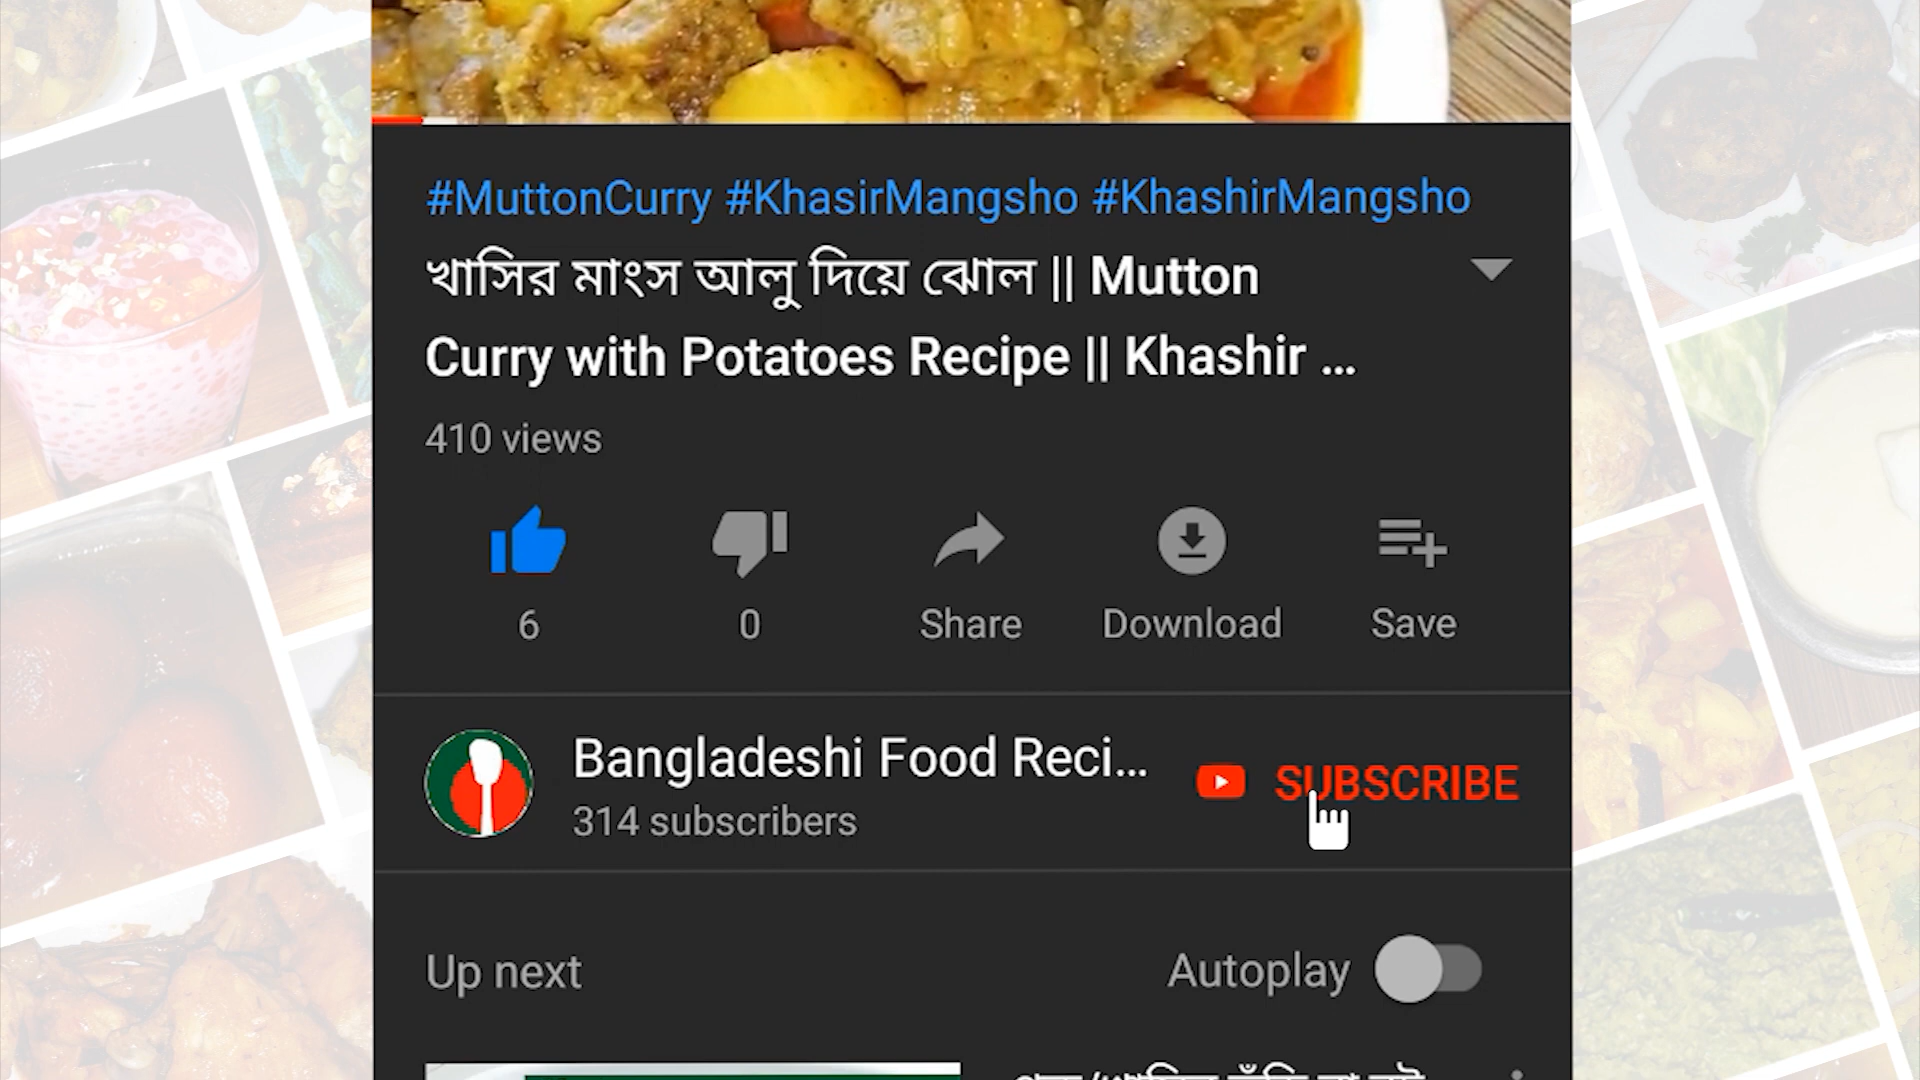 #MuttonCurry #KhasirMangsho #KhashirMangsho
খাসির মাংস আলু দিয়ে ঝোল || Mutton
Curry with Potatoes Recipe || Khashir ...
410 views
6 0 Share Download Save
Bangladeshi Food Reci...
314 subscribers
SUBSCRIBE
Up next
Autoplay